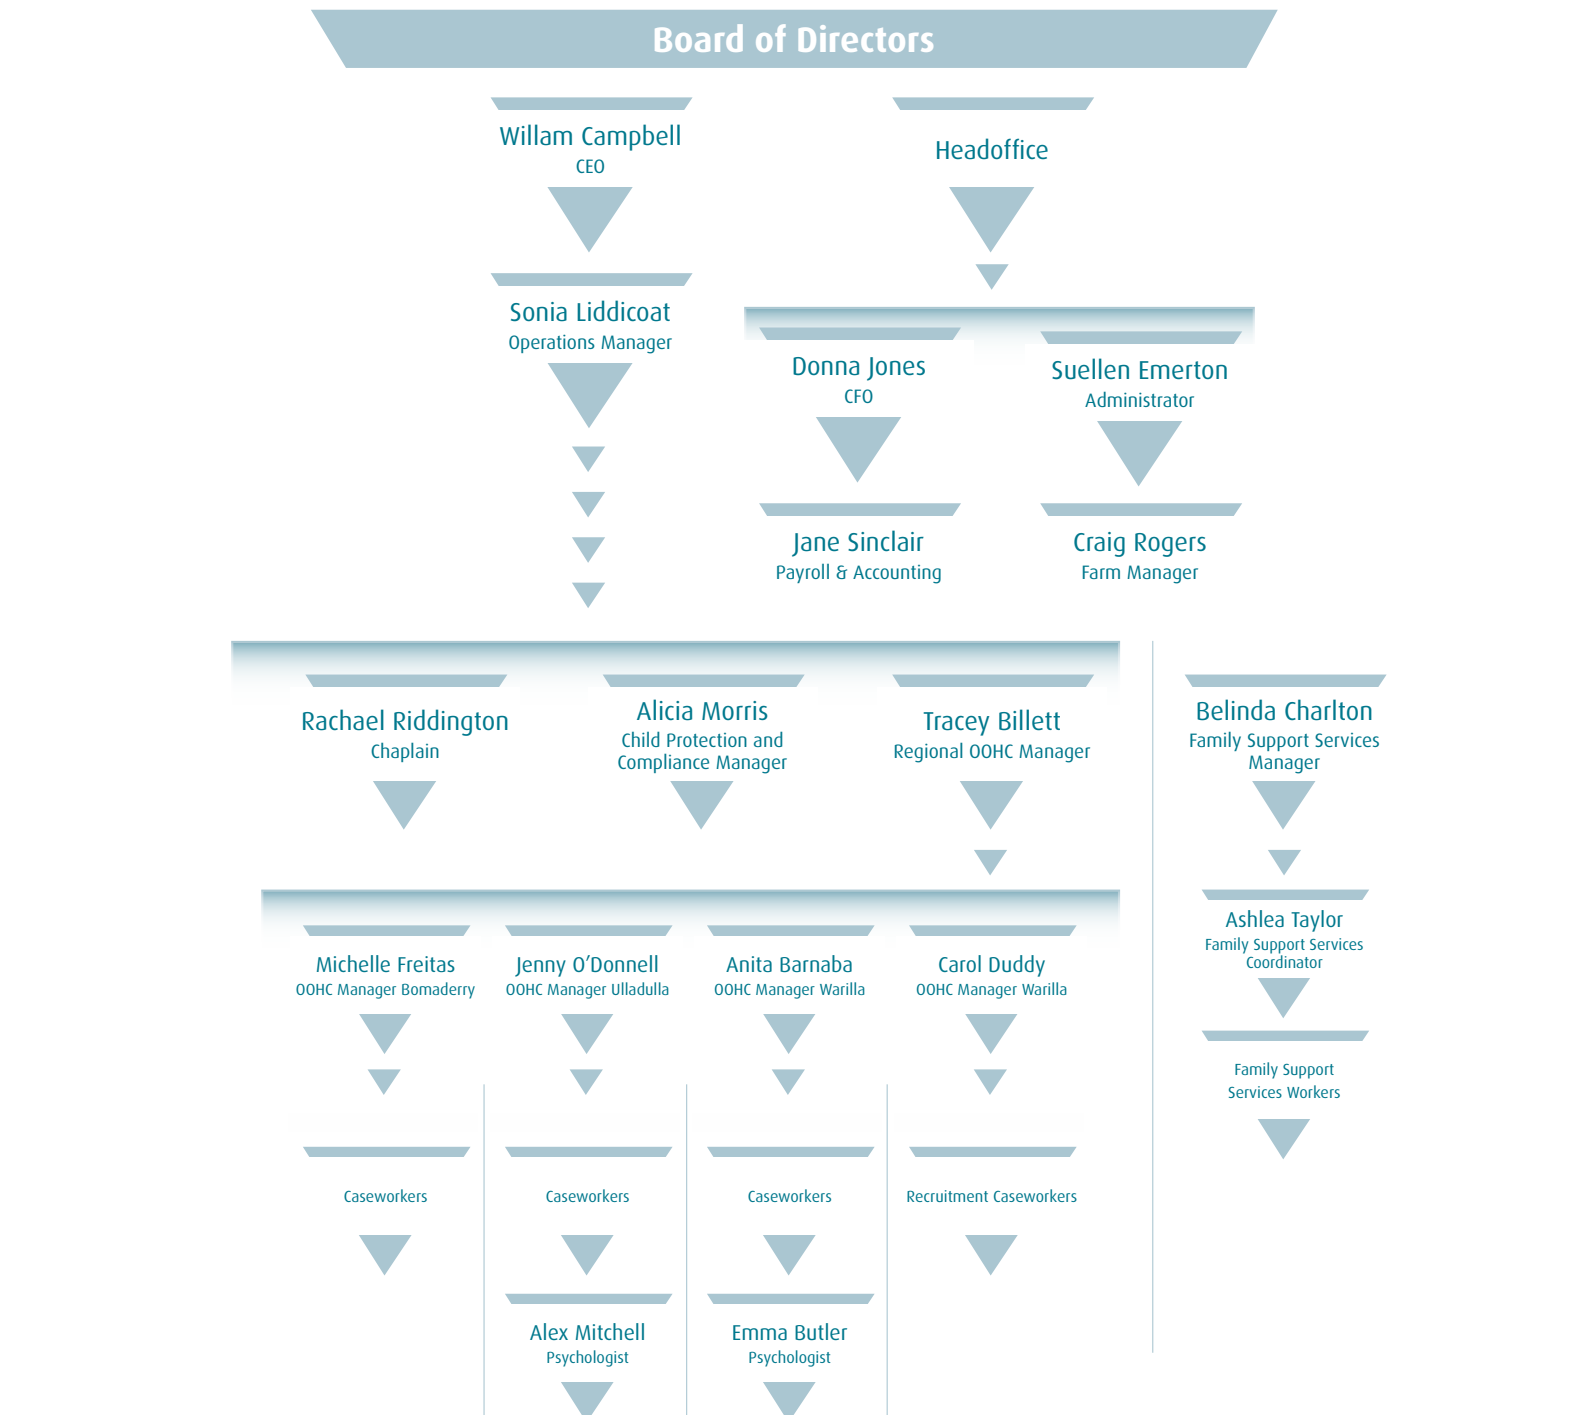 Board of Directors
Willam Campbell
CEO
Headoffice
Sonia Liddicoat
Operations Manager
Donna Jones
CFO
Suellen Emerton
Administrator
Jane Sinclair
Payroll & Accounting
Craig Rogers
Farm Manager
Rachael Riddington
Chaplain
Alicia Morris
Child Protection and
Compliance Manager
Tracey Billett
Regional OOHC Manager
Belinda Charlton
Family Support Services
Manager
Michelle Freitas
OOHC Manager Bomaderry
Jenny O’Donnell
OOHC Manager Ulladulla
Anita Barnaba
OOHC Manager Warilla
Carol Duddy
OOHC Manager Warilla
Ashlea Taylor
Family Support Services
Coordinator
Family Support
Services Workers
Caseworkers
Caseworkers
Caseworkers
Recruitment Caseworkers
Alex Mitchell
Psychologist
Emma Butler
Psychologist